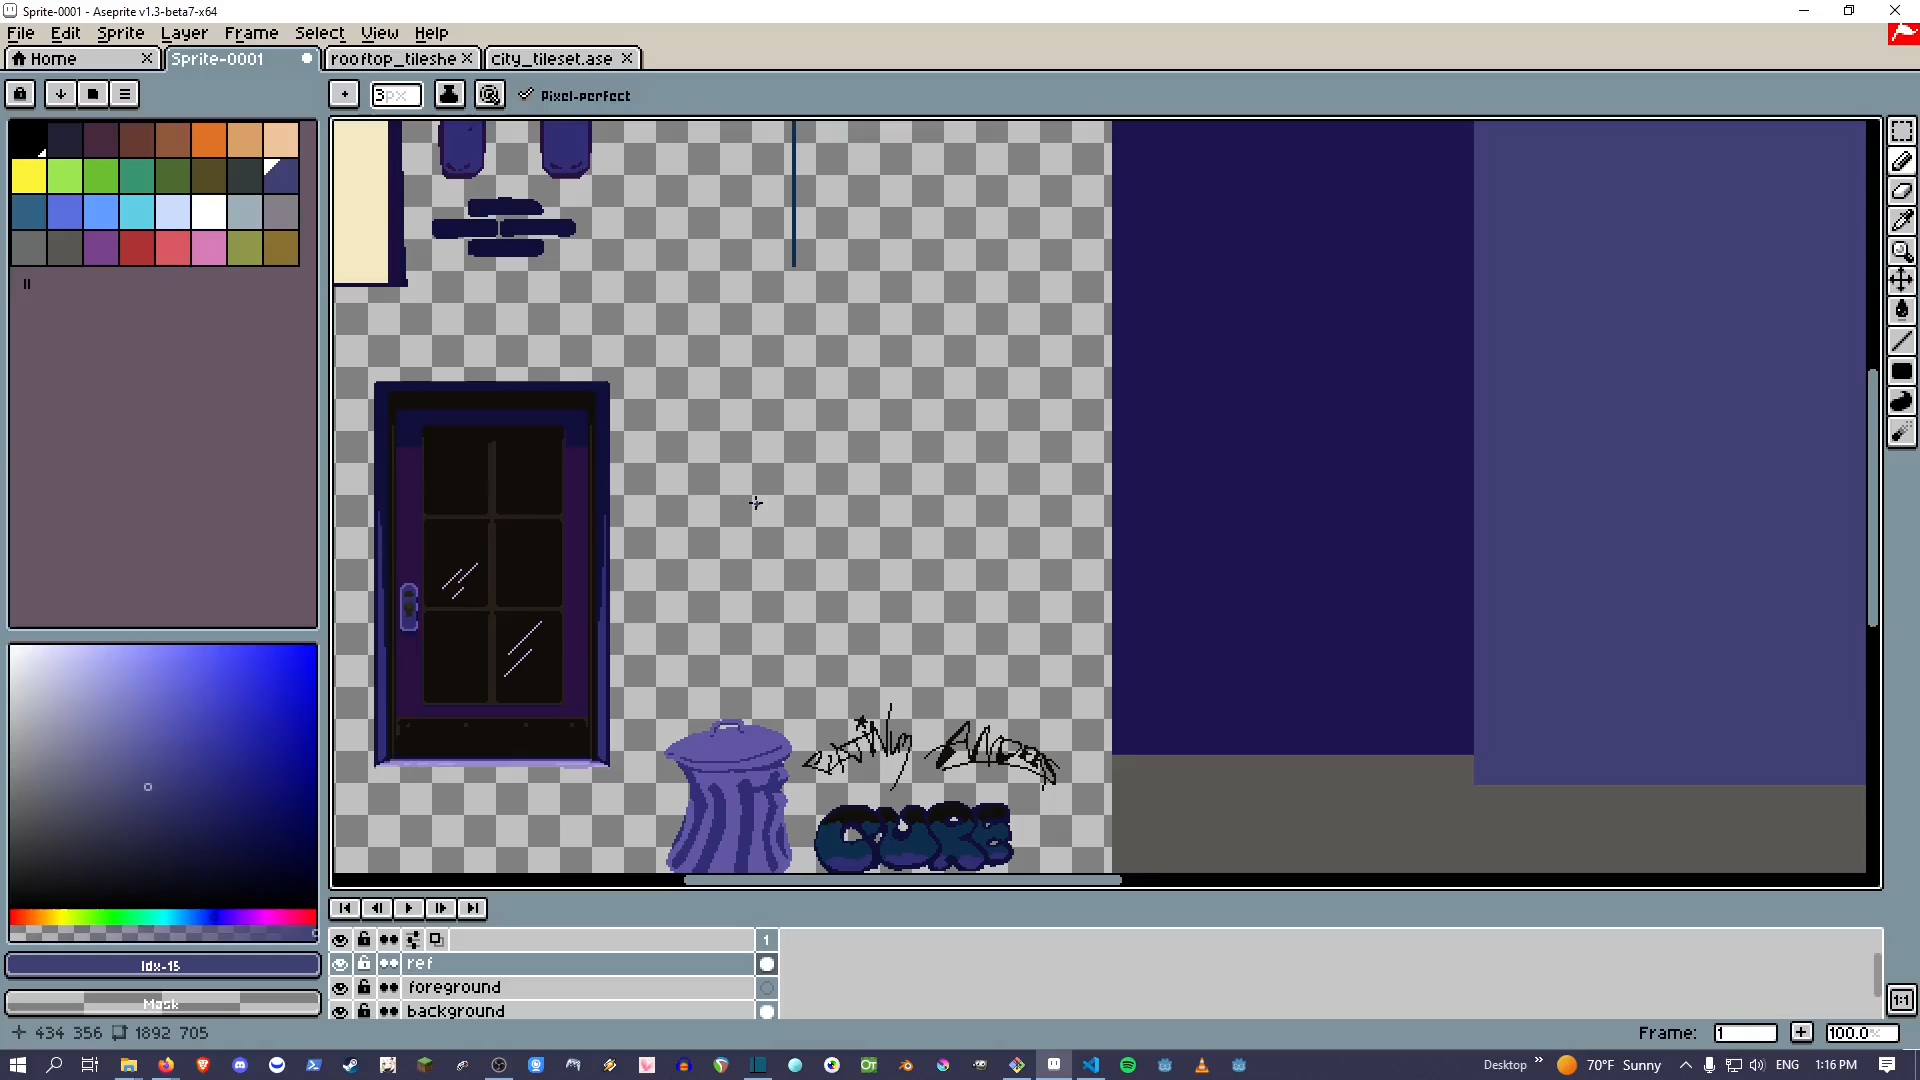 Sprite-0001 - Aseprite v1.3-beta7-x64
File Edit Sprite Layer Frame Select View Help
Home Sprite-0001 rooftop_tileshe city_tileset.ase
3px Pixel-perfect
CURE
Idx-15
Mask
1
ref
foreground
background
434 356 1892 705
Frame: 1 100.0%
1:1
Desktop 70°F Sunny ENG 1:16 PM